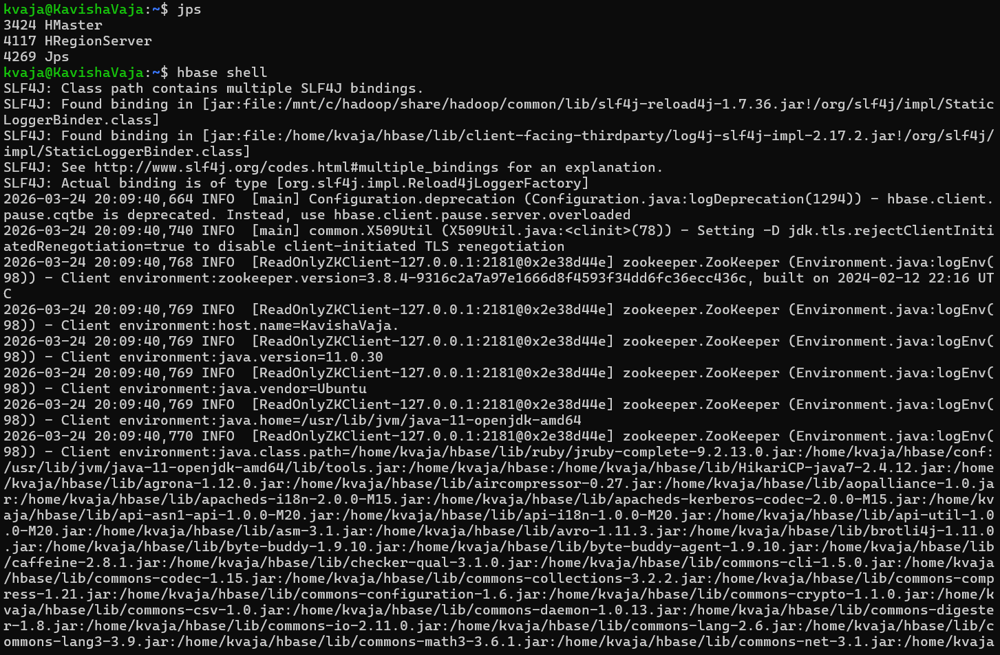 kvaja@KavishaVaja:~$ jps
3424 HMaster
4117 HRegionServer
4269 Jps
kvaja@KavishaVaja:~$ hbase shell
SLF4J: Class path contains multiple SLF4J bindings.
SLF4J: Found binding in [jar:file:/mnt/c/hadoop/share/hadoop/common/lib/slf4j-reload4j-1.7.36.jar!/org/slf4j/impl/Static
LoggerBinder.class]
SLF4J: Found binding in [jar:file:/home/kvaja/hbase/lib/client-facing-thirdparty/log4j-slf4j-impl-2.17.2.jar!/org/slf4j/
impl/StaticLoggerBinder.class]
SLF4J: See http://www.slf4j.org/codes.html#multiple_bindings for an explanation.
SLF4J: Actual binding is of type [org.slf4j.impl.Reload4jLoggerFactory]
2026-03-24 20:09:40,664 INFO  [main] Configuration.deprecation (Configuration.java:logDeprecation(1294)) - hbase.client.
pause.cqtbe is deprecated. Instead, use hbase.client.pause.server.overloaded
2026-03-24 20:09:40,740 INFO  [main] common.X509Util (X509Util.java:<clinit>(78)) - Setting -D jdk.tls.rejectClientIniti
atedRenegotiation=true to disable client-initiated TLS renegotiation
2026-03-24 20:09:40,768 INFO  [ReadOnlyZKClient-127.0.0.1:2181@0x2e38d44e] zookeeper.ZooKeeper (Environment.java:logEnv(
98)) - Client environment:zookeeper.version=3.8.4-9316c2a7a97e1666d8f4593f34dd6fc36ecc436c, built on 2024-02-12 22:16 UT
C
2026-03-24 20:09:40,769 INFO  [ReadOnlyZKClient-127.0.0.1:2181@0x2e38d44e] zookeeper.ZooKeeper (Environment.java:logEnv(
98)) - Client environment:host.name=KavishaVaja.
2026-03-24 20:09:40,769 INFO  [ReadOnlyZKClient-127.0.0.1:2181@0x2e38d44e] zookeeper.ZooKeeper (Environment.java:logEnv(
98)) - Client environment:java.version=11.0.30
2026-03-24 20:09:40,769 INFO  [ReadOnlyZKClient-127.0.0.1:2181@0x2e38d44e] zookeeper.ZooKeeper (Environment.java:logEnv(
98)) - Client environment:java.vendor=Ubuntu
2026-03-24 20:09:40,769 INFO  [ReadOnlyZKClient-127.0.0.1:2181@0x2e38d44e] zookeeper.ZooKeeper (Environment.java:logEnv(
98)) - Client environment:java.home=/usr/lib/jvm/java-11-openjdk-amd64
2026-03-24 20:09:40,770 INFO  [ReadOnlyZKClient-127.0.0.1:2181@0x2e38d44e] zookeeper.ZooKeeper (Environment.java:logEnv(
98)) - Client environment:java.class.path=/home/kvaja/hbase/lib/ruby/jruby-complete-9.2.13.0.jar:/home/kvaja/hbase/conf:
/usr/lib/jvm/java-11-openjdk-amd64/lib/tools.jar:/home/kvaja/hbase:/home/kvaja/hbase/lib/HikariCP-java7-2.4.12.jar:/home
/kvaja/hbase/lib/agrona-1.12.0.jar:/home/kvaja/hbase/lib/aircompressor-0.27.jar:/home/kvaja/hbase/lib/aopalliance-1.0.ja
r:/home/kvaja/hbase/lib/apacheds-i18n-2.0.0-M15.jar:/home/kvaja/hbase/lib/apacheds-kerberos-codec-2.0.0-M15.jar:/home/kv
aja/hbase/lib/api-asn1-api-1.0.0-M20.jar:/home/kvaja/hbase/lib/api-i18n-1.0.0-M20.jar:/home/kvaja/hbase/lib/api-util-1.0
.0-M20.jar:/home/kvaja/hbase/lib/asm-3.1.jar:/home/kvaja/hbase/lib/avro-1.11.3.jar:/home/kvaja/hbase/lib/brotli4j-1.11.0
.jar:/home/kvaja/hbase/lib/byte-buddy-1.9.10.jar:/home/kvaja/hbase/lib/byte-buddy-agent-1.9.10.jar:/home/kvaja/hbase/lib
/caffeine-2.8.1.jar:/home/kvaja/hbase/lib/checker-qual-3.1.0.jar:/home/kvaja/hbase/lib/commons-cli-1.5.0.jar:/home/kvaja
/hbase/lib/commons-codec-1.15.jar:/home/kvaja/hbase/lib/commons-collections-3.2.2.jar:/home/kvaja/hbase/lib/commons-comp
ress-1.21.jar:/home/kvaja/hbase/lib/commons-configuration-1.6.jar:/home/kvaja/hbase/lib/commons-crypto-1.1.0.jar:/home/k
vaja/hbase/lib/commons-csv-1.0.jar:/home/kvaja/hbase/lib/commons-daemon-1.0.13.jar:/home/kvaja/hbase/lib/commons-digeste
r-1.8.jar:/home/kvaja/hbase/lib/commons-io-2.11.0.jar:/home/kvaja/hbase/lib/commons-lang-2.6.jar:/home/kvaja/hbase/lib/c
ommons-lang3-3.9.jar:/home/kvaja/hbase/lib/commons-math3-3.6.1.jar:/home/kvaja/hbase/lib/commons-net-3.1.jar:/home/kvaja